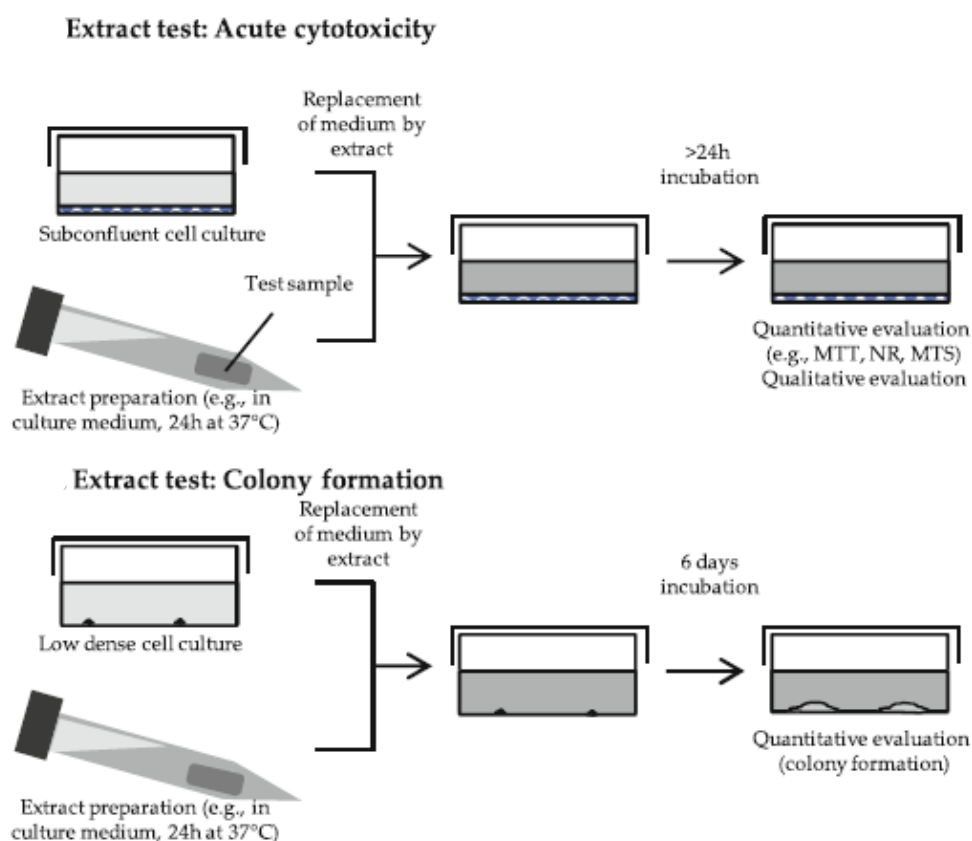 Extract test: Acute cytotoxicity
Replacement
of medium by
extract
>24h
incubation
Subconfluent cell culture
Test sample
Quantitative evaluation
(e.g., MTT, NR, MTS)
Qualitative evaluation
Extract preparation (e.g., in
culture medium, 24h at 37°C)
Extract test: Colony formation
Replacement
of medium by
extract
6 days
incubation
Low dense cell culture
Quantitative evaluation
(colony formation)
Extract preparation (e.g., in
culture medium, 24h at 37°C)